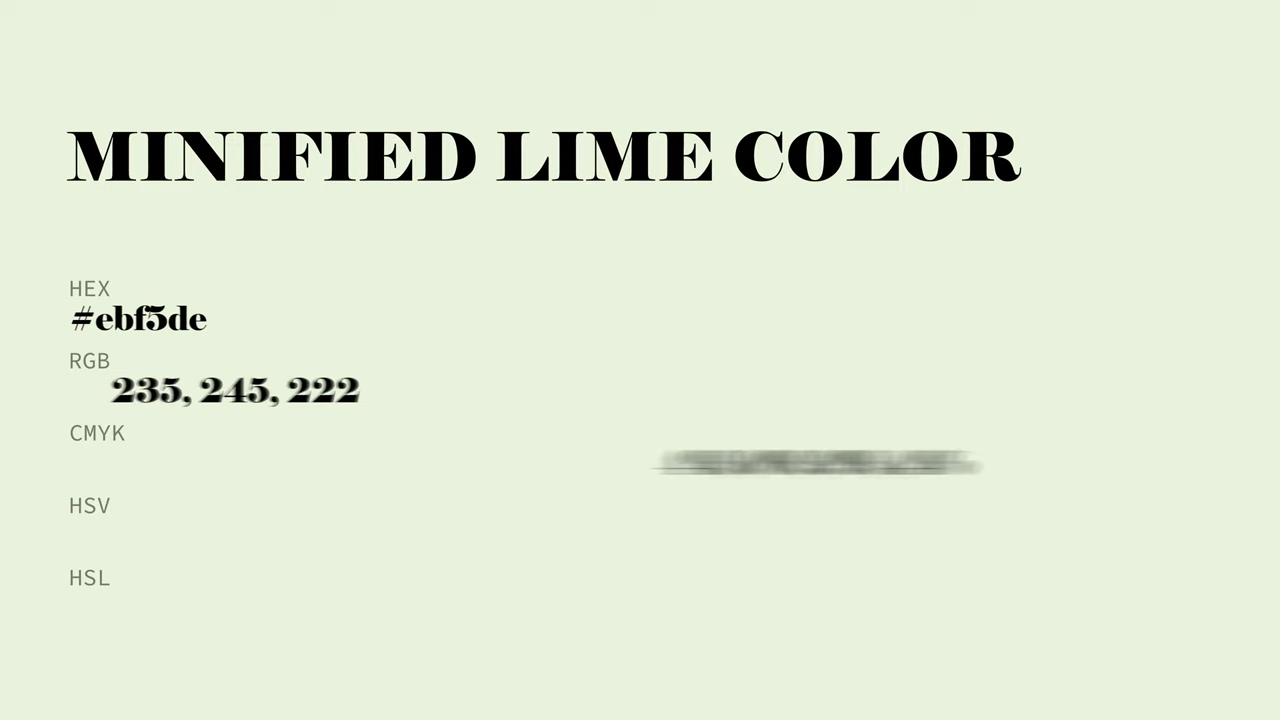 MINIFIED LIME COLOR
HEX
#ebf5de
RGB
235, 245, 222
CMYK
HSV
HSL